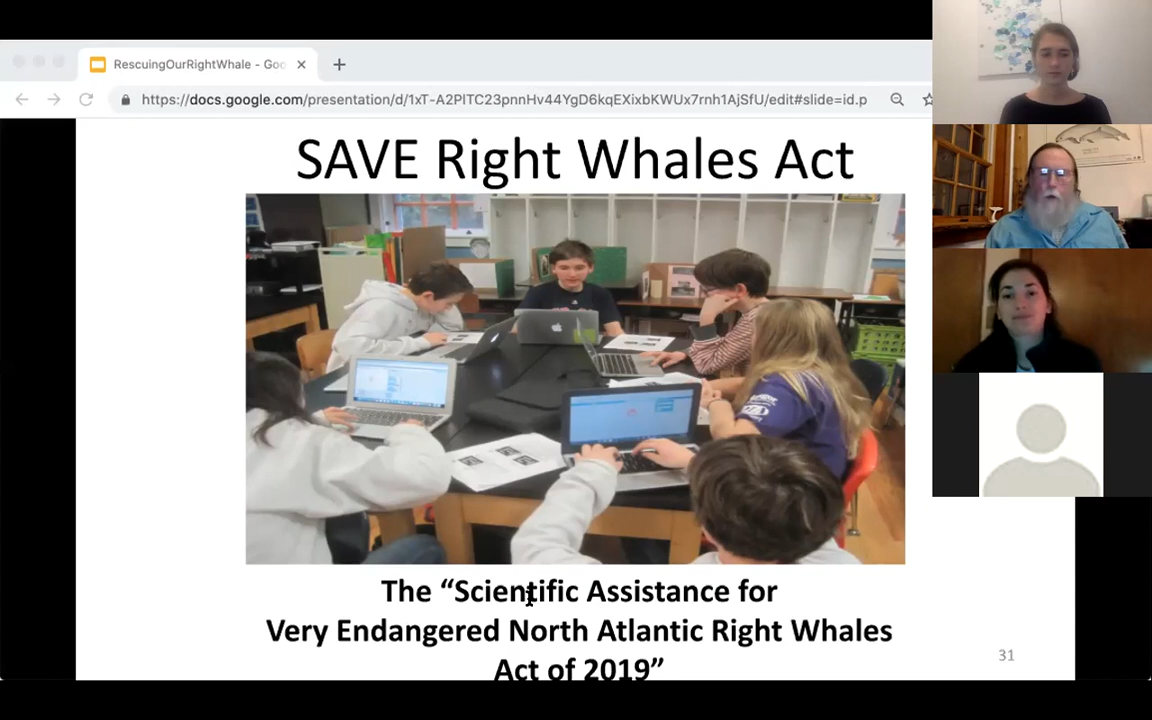 RescuingOurRightWhale - Goo
https://docs.google.com/presentation/d/1xT-A2PlTC23pnnHv44YgD6kqEXixbKWUx7rnh1AjSfU/edit#slide=id.p
SAVE Right Whales Act
The “Scientific Assistance for
Very Endangered North Atlantic Right Whales
Act of 2019”
31